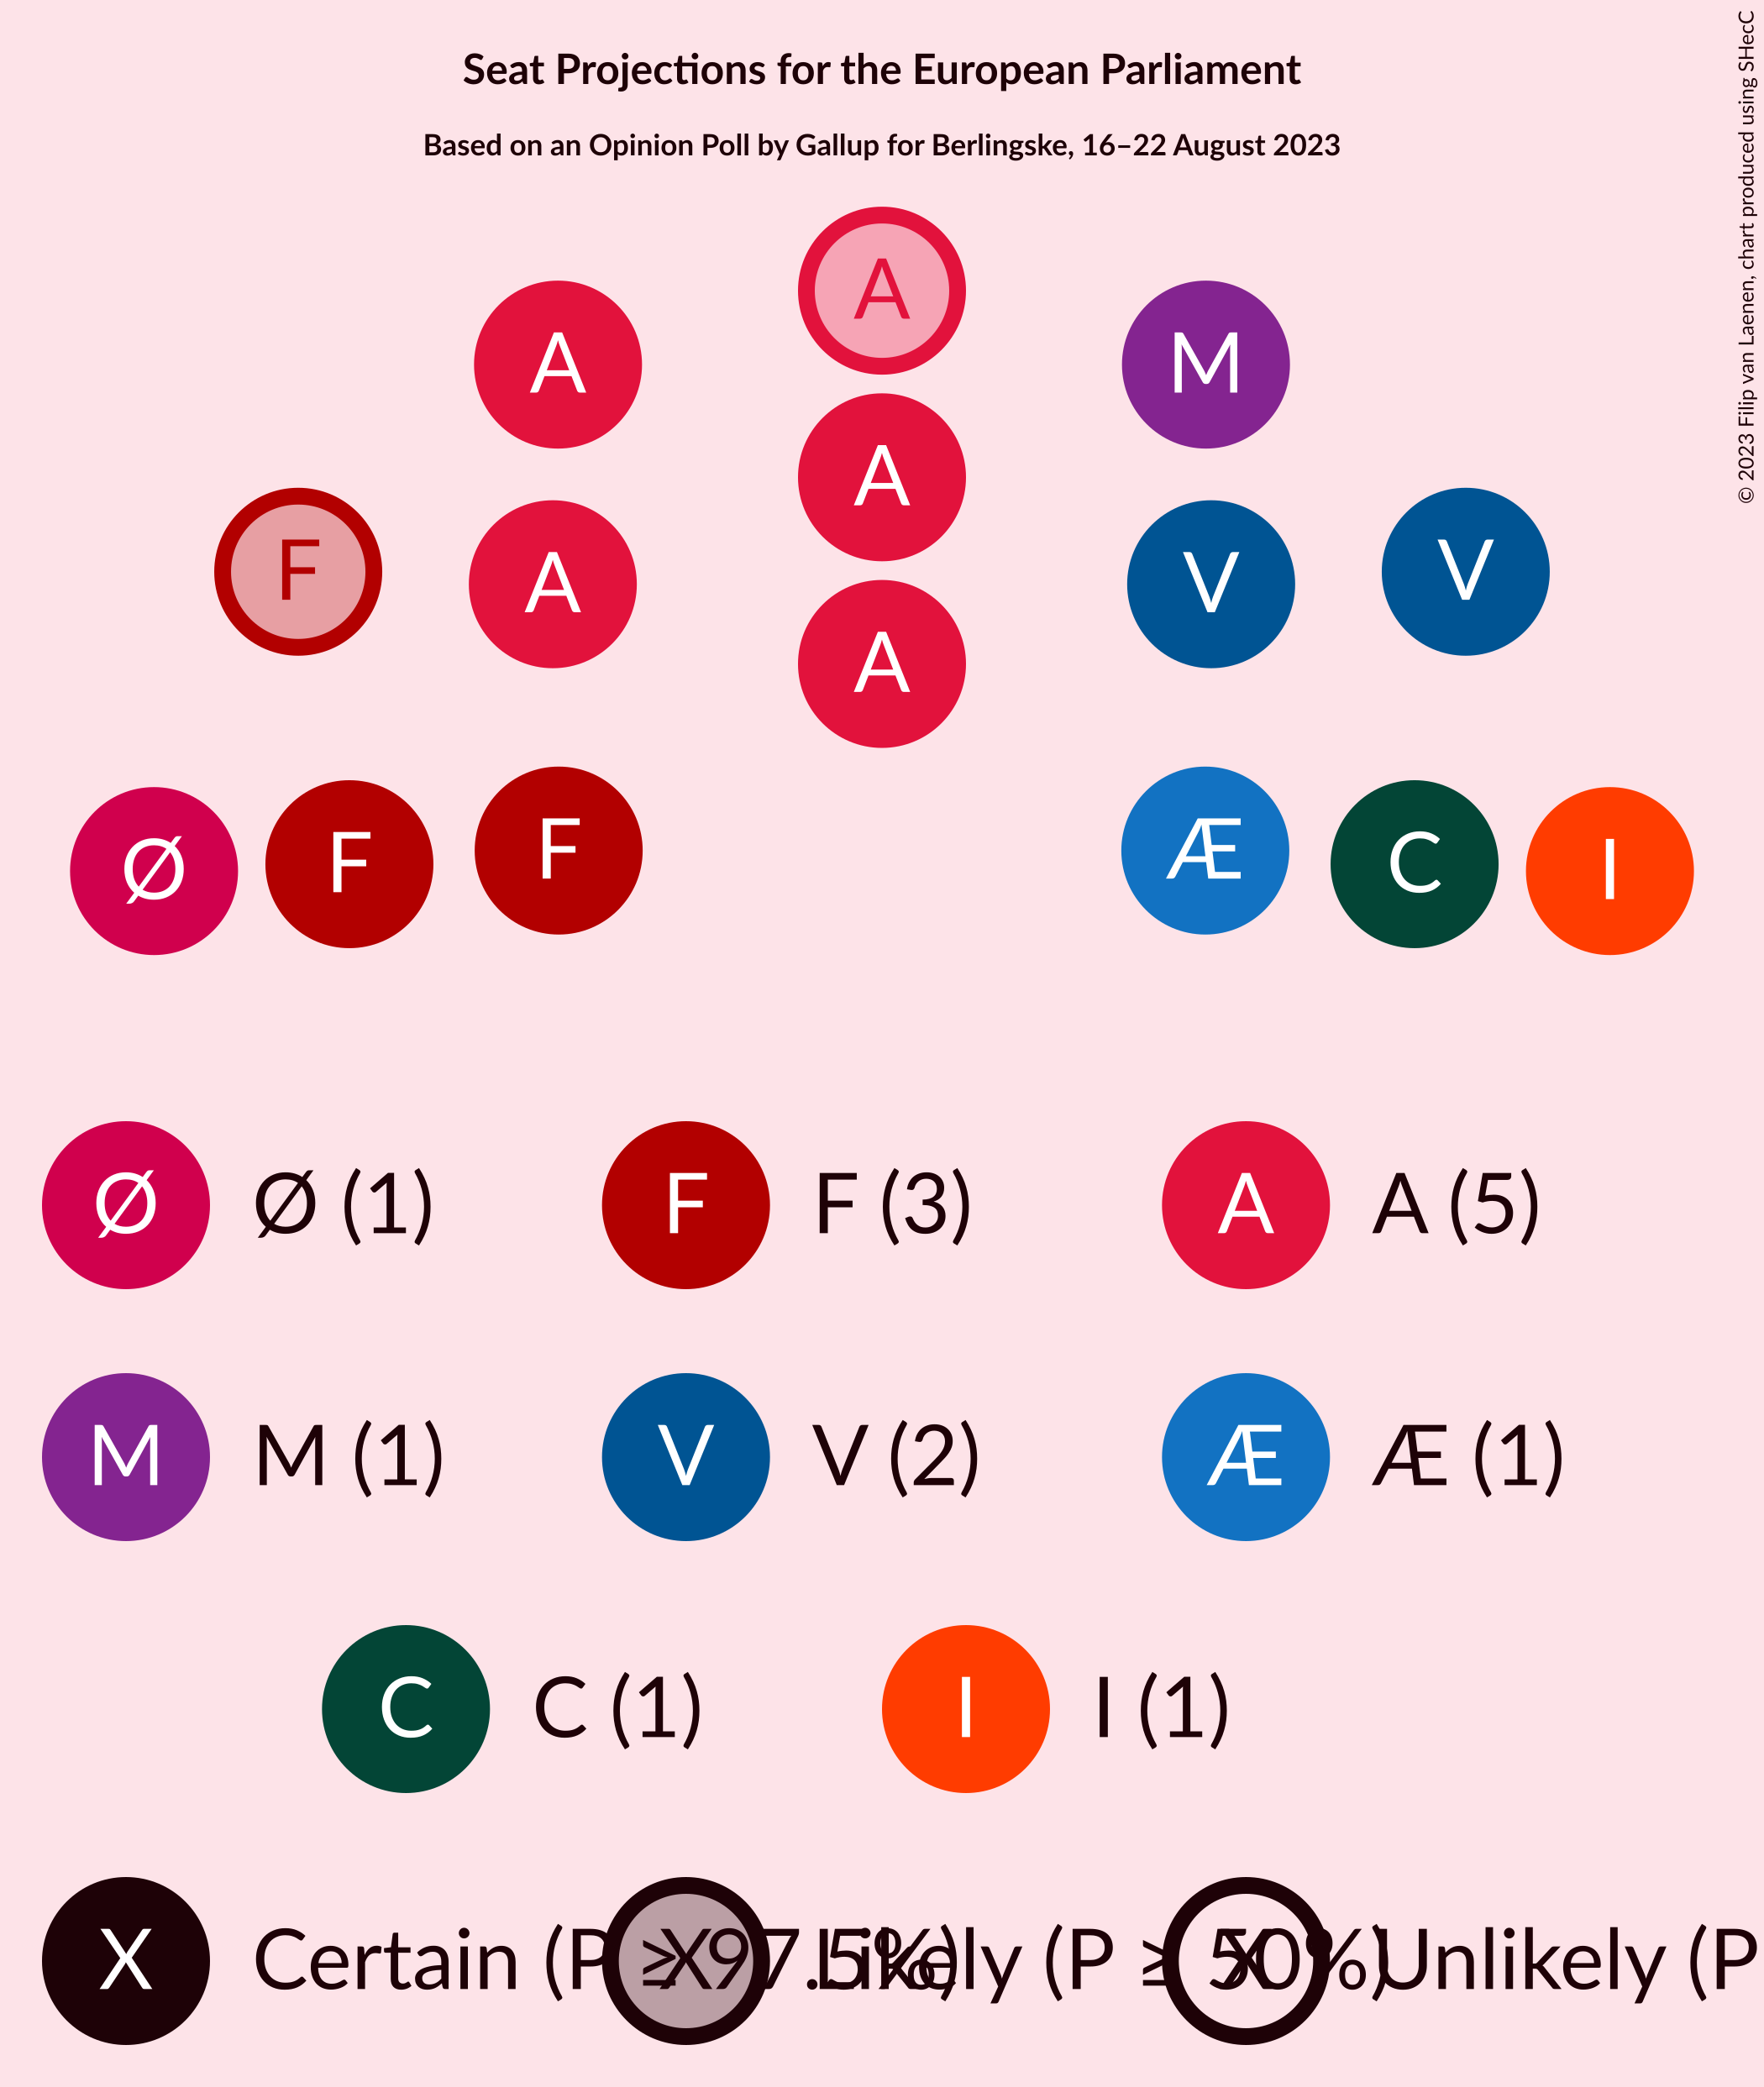 Seat Projections for the European Parliament
Based on an Opinion Poll by Gallup for Berlingske, 16–22 August 2023
© 2023 Filip van Laenen, chart produced using SHecC
A
A M
A
F A V V
A
Ø F F Æ C I
Ø Ø (1) F F (3) A A (5)
M M (1) V V (2) Æ Æ (1)
C C (1) I I (1)
X Certain (P ≥ 97.5%) X Likely (P ≥ 50%) X Unlikely (P